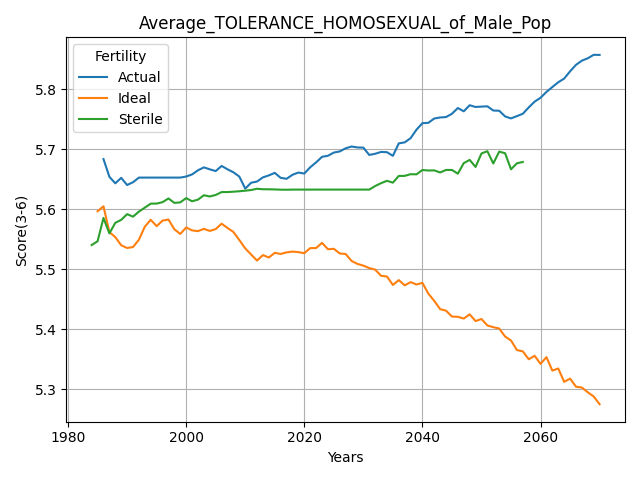 Average_TOLERANCE_HOMOSEXUAL_of_Male_Pop
Fertility
Actual
Ideal
Sterile
Score(3-6)
5.8
5.7
5.6
5.5
5.4
5.3
1980 2000 2020 2040 2060
Years